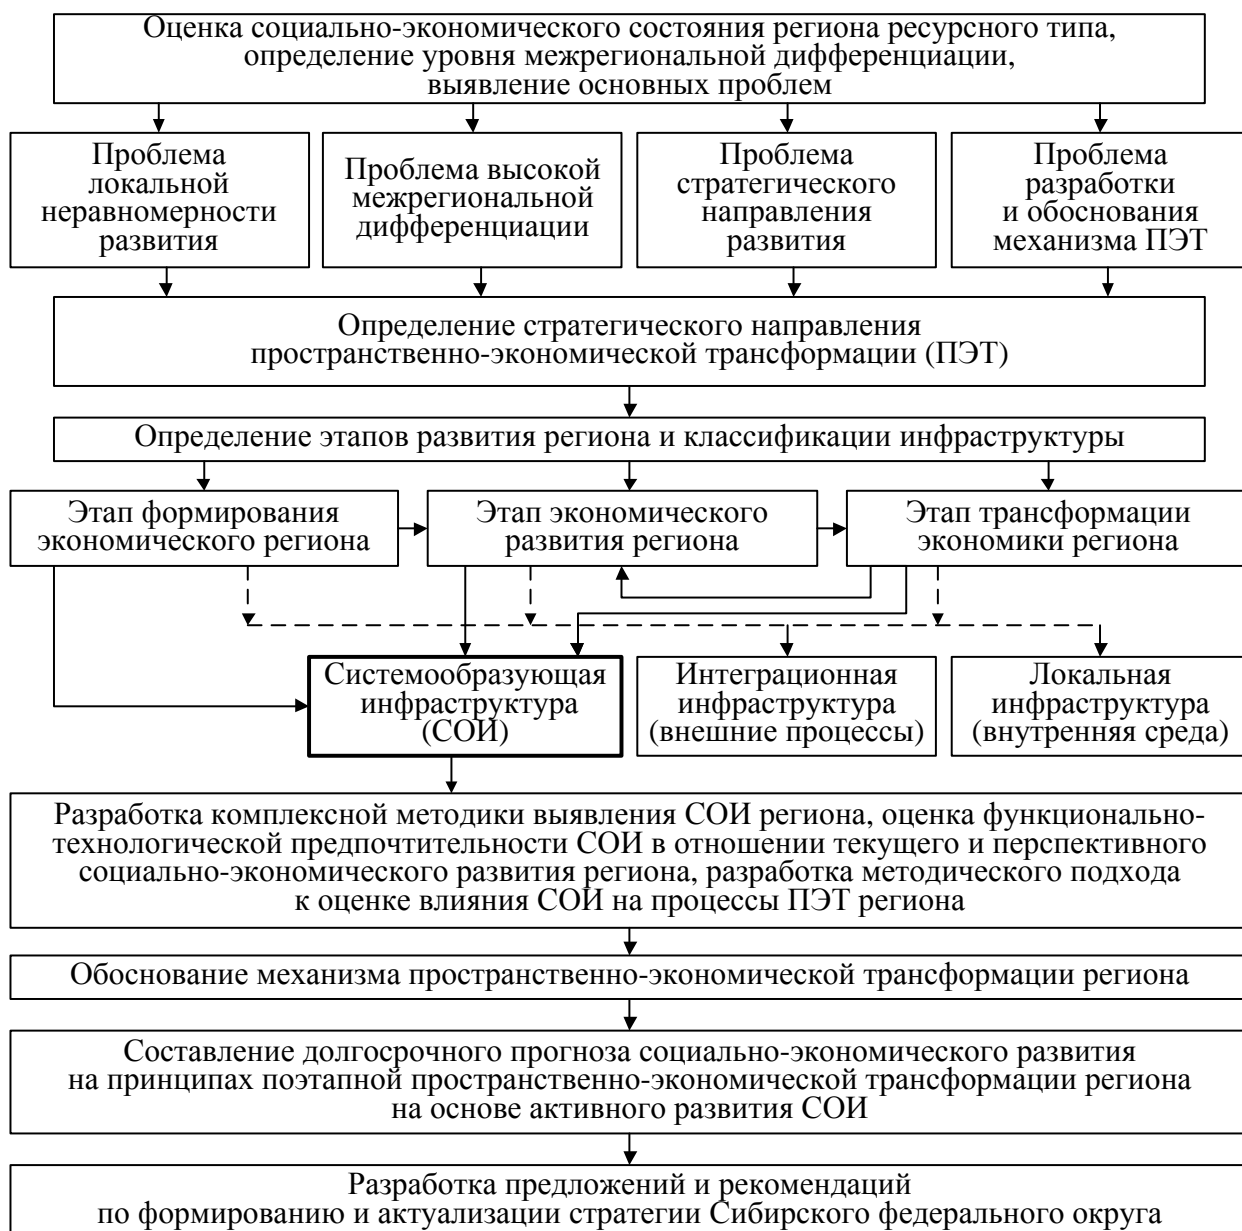 Оценка социально-экономического состояния региона ресурсного типа,
определение уровня межрегиональной дифференциации,
выявление основных проблем
Проблема
локальной
неравномерности
развития
Проблема высокой
межрегиональной
дифференциации
Проблема
стратегического
направления
развития
Проблема
разработки
и обоснования
механизма ПЭТ
Определение стратегического направления
пространственно-экономической трансформации (ПЭТ)
Определение этапов развития региона и классификации инфраструктуры
Этап формирования
экономического региона
Этап экономического
развития региона
Этап трансформации
экономики региона
Системообразующая
инфраструктура
(СОИ)
Интеграционная
инфраструктура
(внешние процессы)
Локальная
инфраструктура
(внутренняя среда)
Разработка комплексной методики выявления СОИ региона, оценка функционально-
технологической предпочтительности СОИ в отношении текущего и перспективного
социально-экономического развития региона, разработка методического подхода
к оценке влияния СОИ на процессы ПЭТ региона
Обоснование механизма пространственно-экономической трансформации региона
Составление долгосрочного прогноза социально-экономического развития
на принципах поэтапной пространственно-экономической трансформации региона
на основе активного развития СОИ
Разработка предложений и рекомендаций
по формированию и актуализации стратегии Сибирского федерального округа